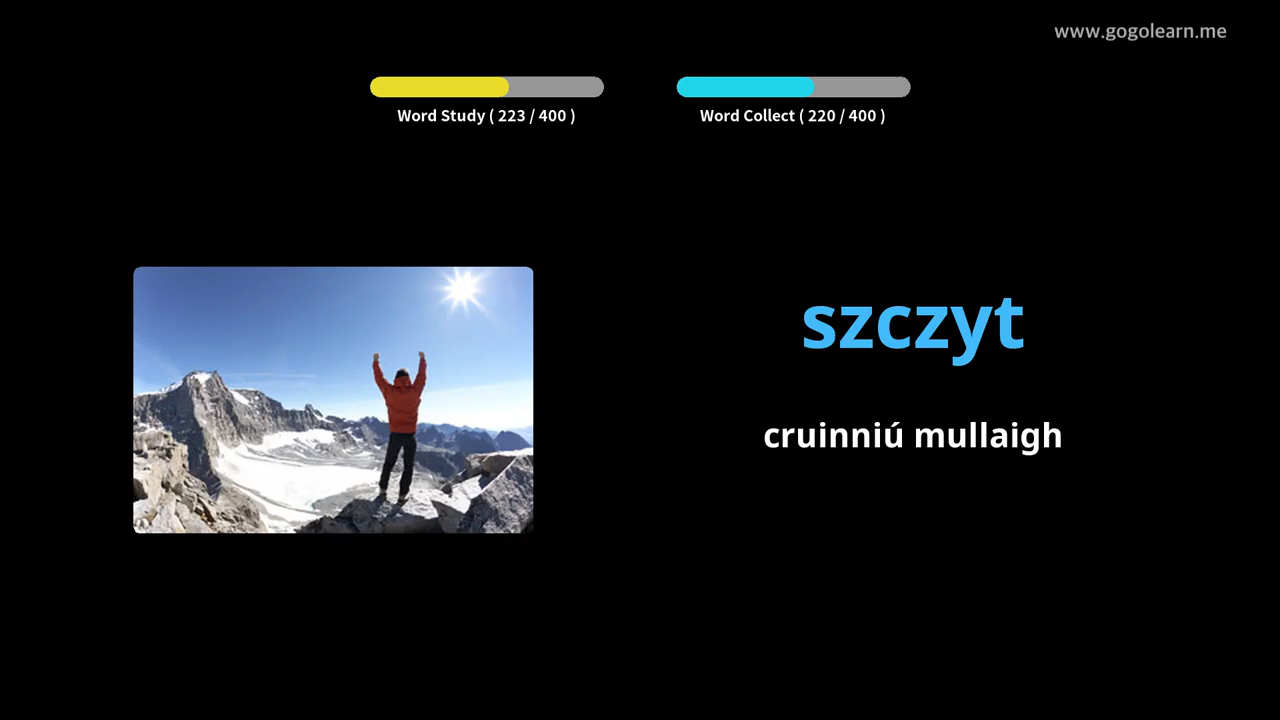 www.gogolearn.me
Word Study ( 223 / 400 )
Word Collect ( 220 / 400 )
szczyt
cruinniú mullaigh